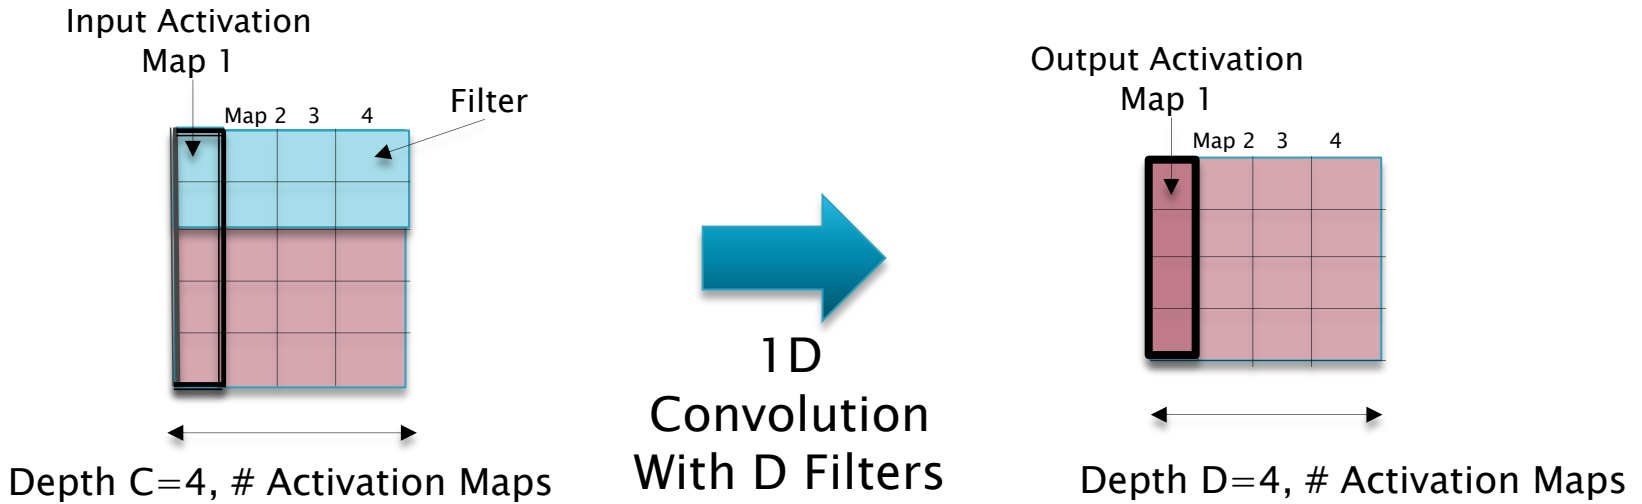 Input Activation
Map 1
Map 2 3 4
Filter
Depth C=4, # Activation Maps
1D
Convolution
With D Filters
Output Activation
Map 1
Map 2 3 4
Depth D=4, # Activation Maps